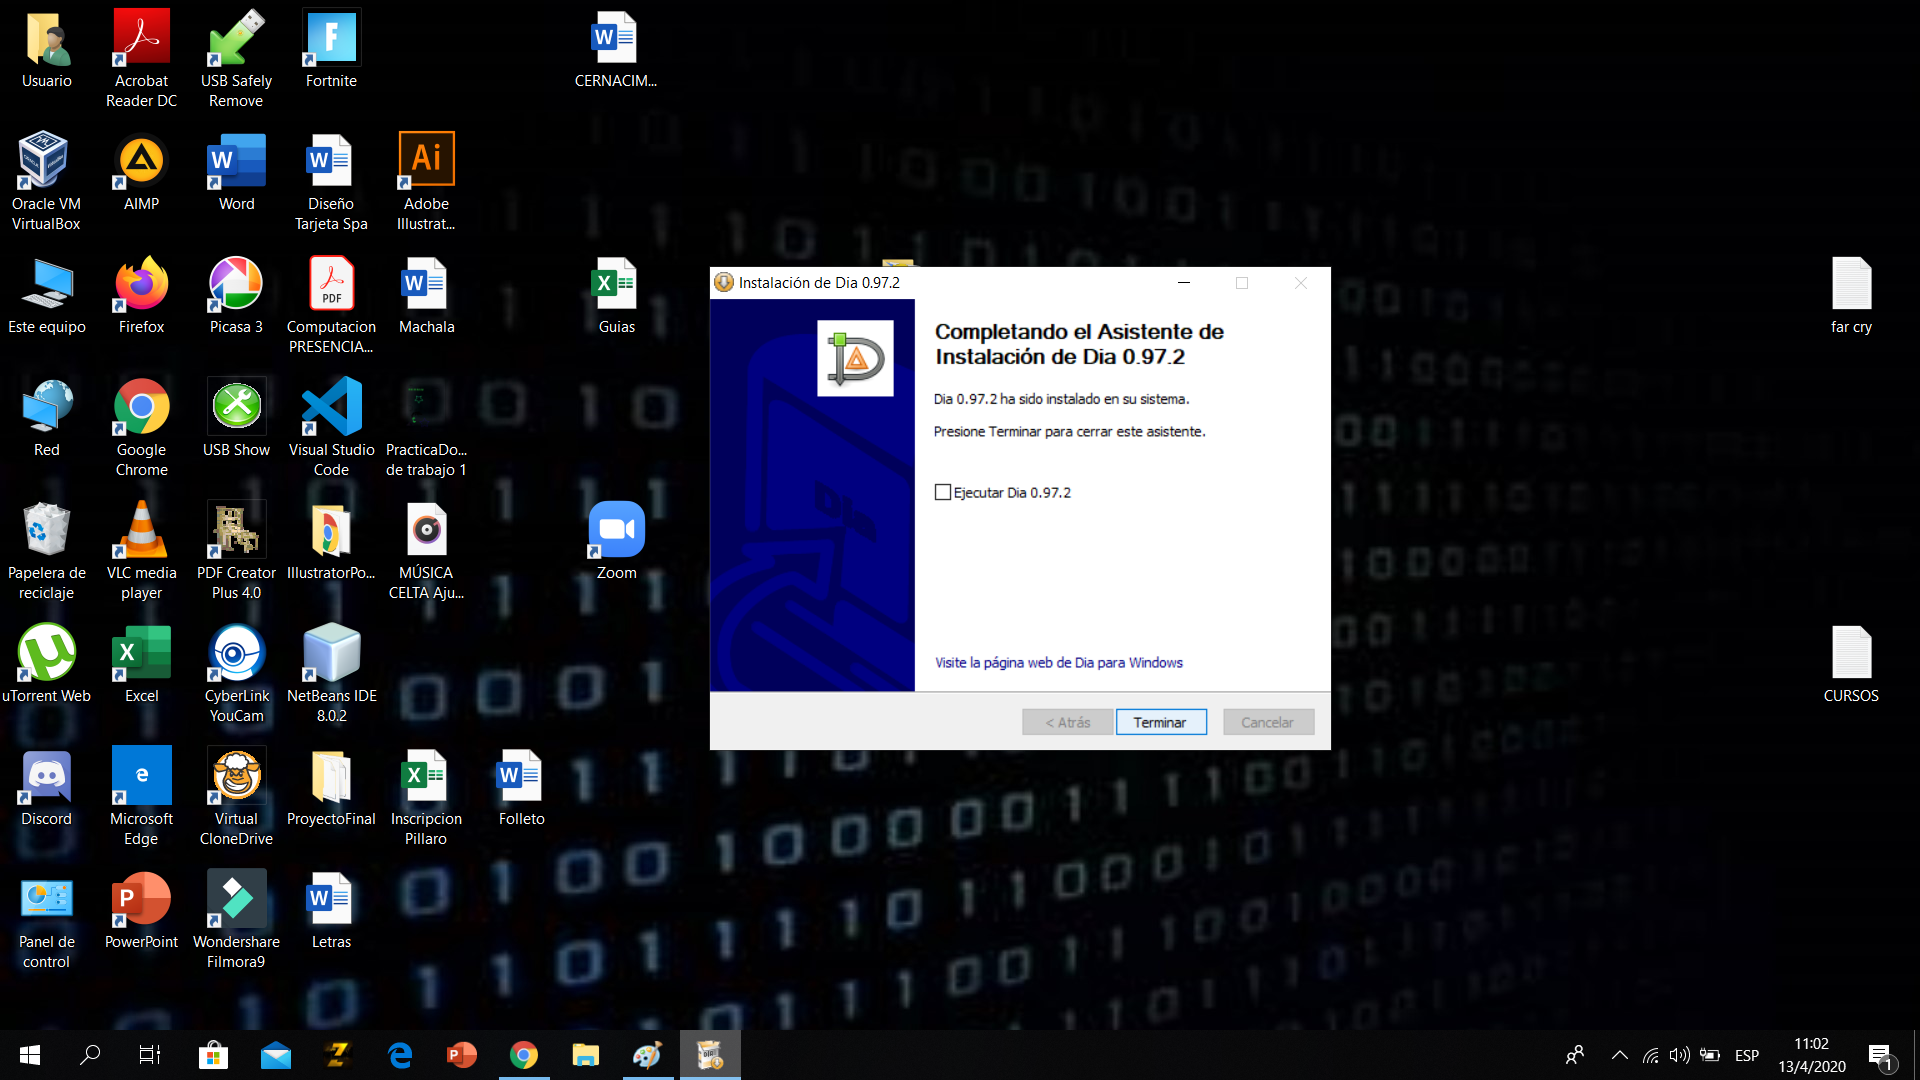 Usuario
Acrobat
Reader DC
USB Safely
Remove
Fortnite
CERNACIM...
Oracle VM
VirtualBox
AIMP
Word
Diseño
Tarjeta Spa
Adobe
Illustrat...
Este equipo
Firefox
Picasa 3
Computacion
PRESENCIA...
Machala
Guias
far cry
Red
Google
Chrome
USB Show
Visual Studio
Code
PracticaDo...
de trabajo 1
Papelera de
reciclaje
VLC media
player
PDF Creator
Plus 4.0
IllustratorPo...
MÚSICA
CELTA Aju...
Zoom
uTorrent Web
Excel
CyberLink
YouCam
NetBeans IDE
8.0.2
CURSOS
Discord
Microsoft
Edge
Virtual
CloneDrive
ProyectoFinal
Inscripcion
Pillaro
Folleto
Panel de
control
PowerPoint
Wondershare
Filmora9
Letras
Instalación de Dia 0.97.2
Completando el Asistente de
Instalación de Dia 0.97.2
Dia 0.97.2 ha sido instalado en su sistema.
Presione Terminar para cerrar este asistente.
Ejecutar Dia 0.97.2
Visite la página web de Dia para Windows
< Atrás
Terminar
Cancelar
ESP
11:02
13/4/2020
1